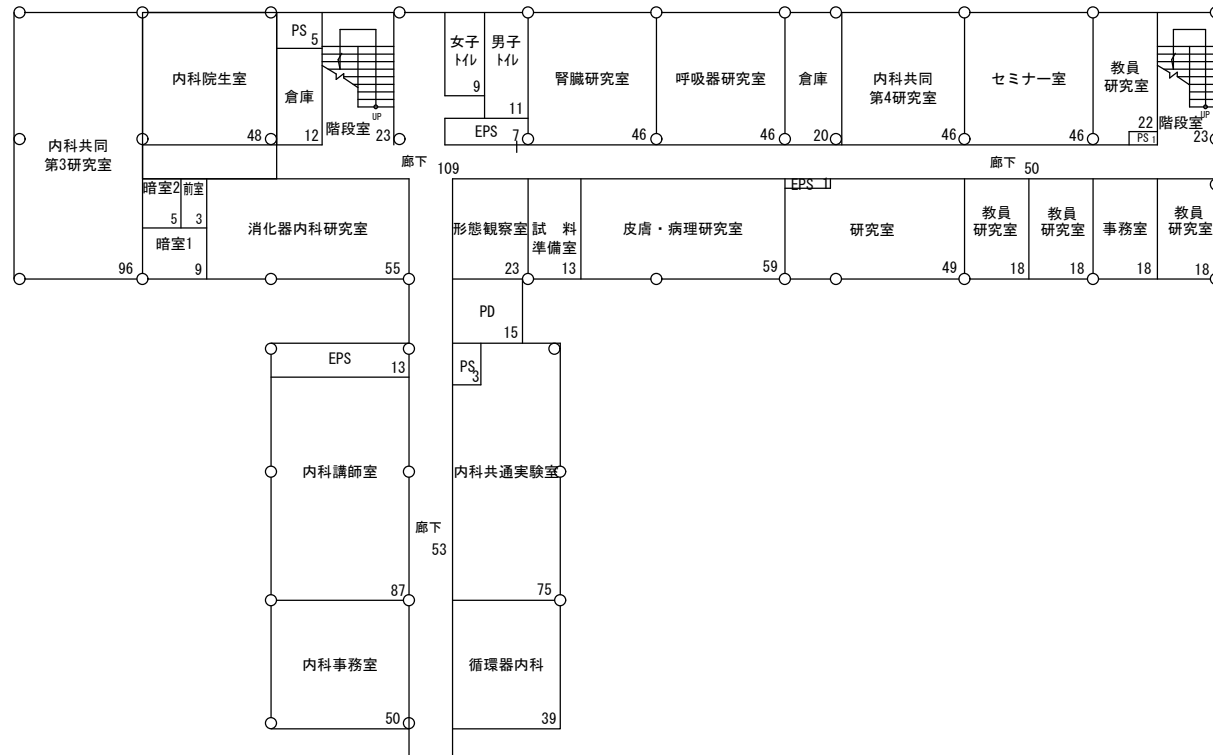 PS
5
女子
トイレ
9
男子
トイレ
11
内科院生室
48
倉庫
12
UP
階段室
23
EPS
7
腎臓研究室
46
呼吸器研究室
46
倉庫
20
内科共同
第4研究室
46
セミナー室
46
教員
研究室
22
PS 1
UP
階段室
23
内科共同
第3研究室
96
廊下
109
廊下
50
暗室2
5
前室
3
暗室1
9
消化器内科研究室
55
形態観察室
23
試 料
準備室
13
皮膚・病理研究室
59
EPS 1
研究室
49
教員
研究室
18
教員
研究室
18
事務室
18
教員
研究室
18
PD
15
EPS
13
PS
3
内科講師室
87
内科共通実験室
75
廊下
53
内科事務室
50
循環器内科
39